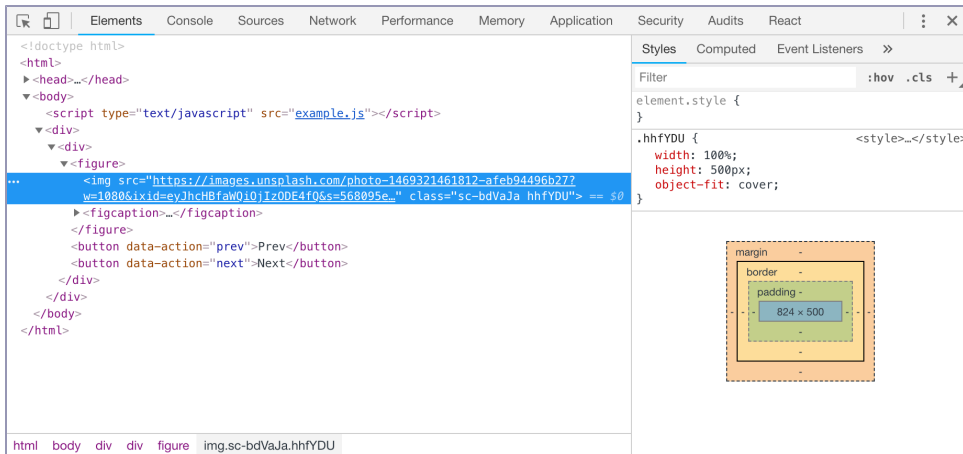 Elements Console Sources Network Performance Memory Application Security Audits React
<!doctype html>
<html>
<head>…</head>
<body>
<script type="text/javascript" src="example.js"></script>
<div>
<div>
<figure>
<img src="https://images.unsplash.com/photo-1469321461812-afeb94496b27?
w=1080&ixid=eyJhcHBfaWQiOjIzODE4fQ&s=568095e…" class="sc-bdVaJa hhfYDU"> == $0
<figcaption>…</figcaption>
</figure>
<button data-action="prev">Prev</button>
<button data-action="next">Next</button>
</div>
</div>
</body>
</html>
html body div div figure img.sc-bdVaJa.hhfYDU
Styles Computed Event Listeners »
Filter :hov .cls +
element.style {
}
.hhfYDU { <style>…</style>
width: 100%;
height: 500px;
object-fit: cover;
}
margin -
border -
padding -
- - - 824 × 500 - - -
-
-
-